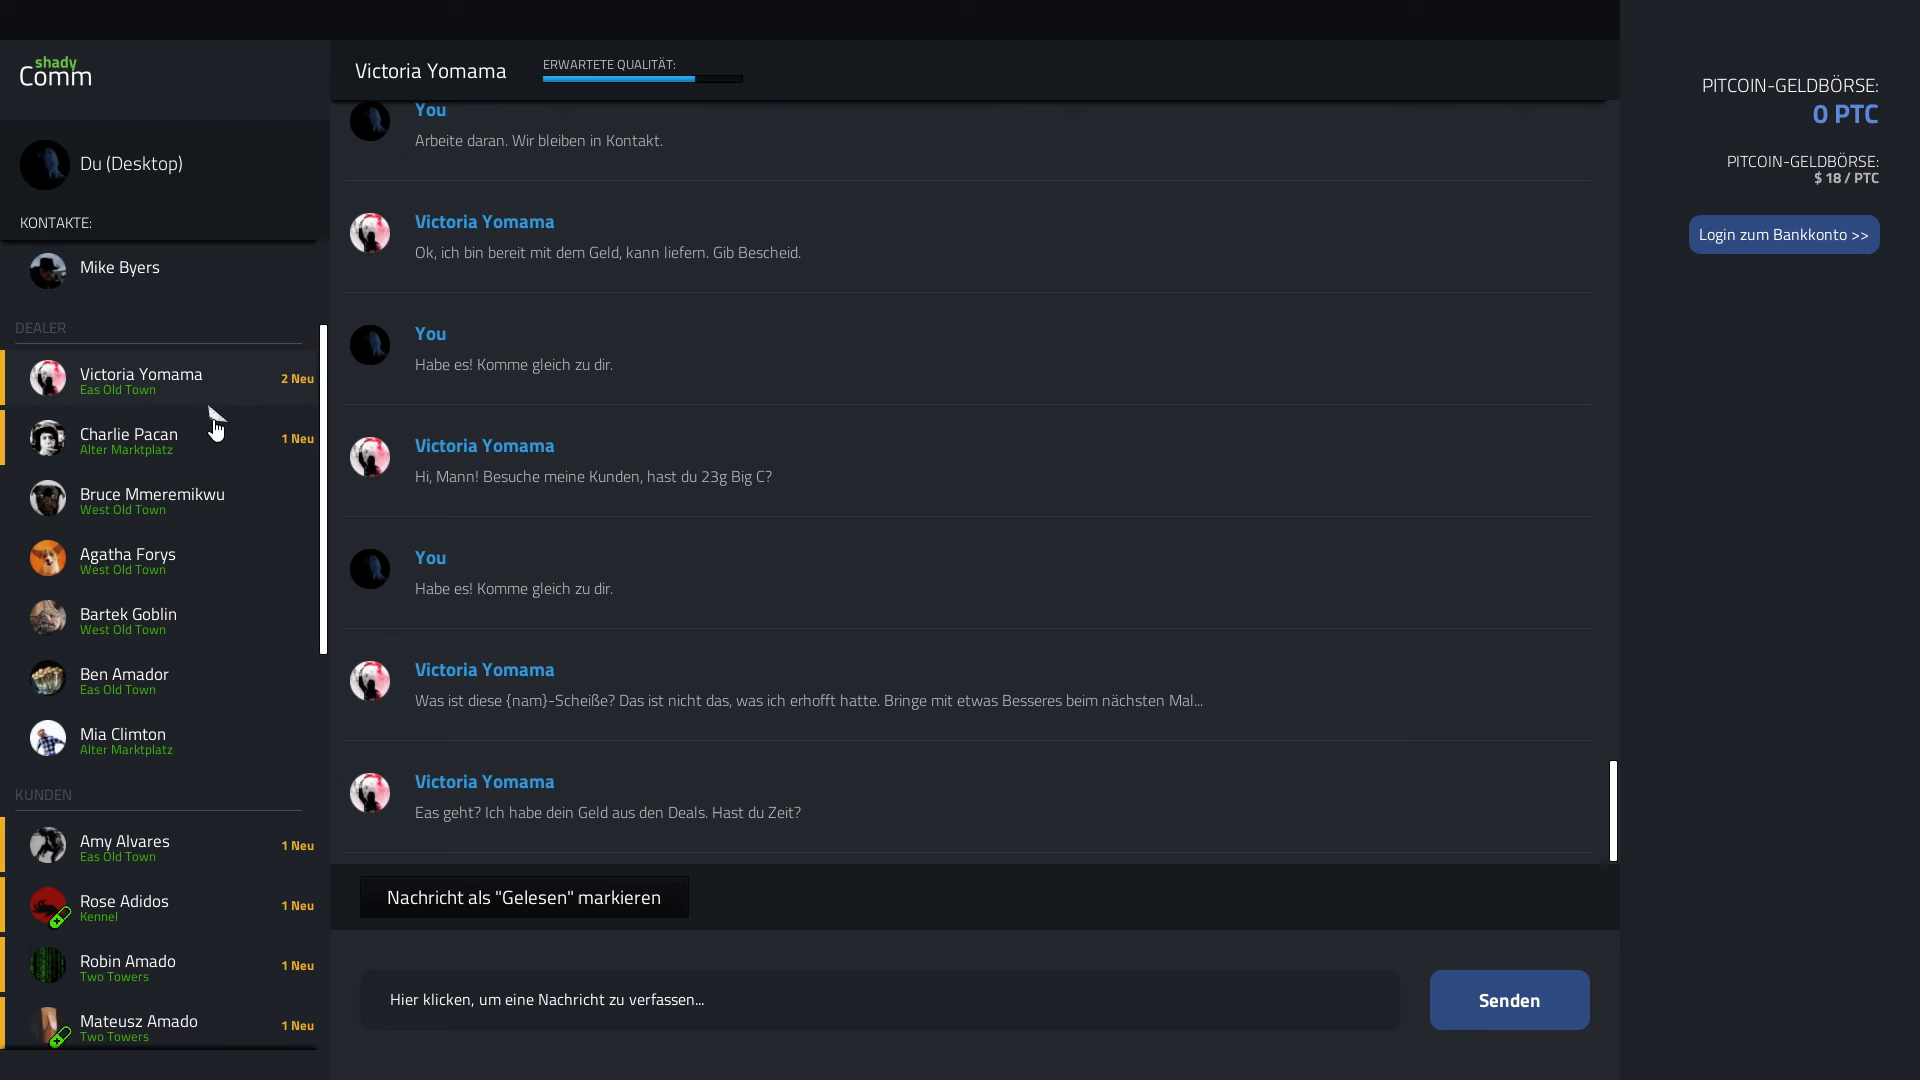 shady
Comm
Du (Desktop)
KONTAKTE:
Mike Byers
DEALER
Victoria Yomama
Eas Old Town
2 Neu
Charlie Pacan
Alter Marktplatz
1 Neu
Bruce Mmeremikwu
West Old Town
Agatha Forys
West Old Town
Bartek Goblin
West Old Town
Ben Amador
Eas Old Town
Mia Climton
Alter Marktplatz
KUNDEN
Amy Alvares
Eas Old Town
1 Neu
Rose Adidos
Kennel
1 Neu
Robin Amado
Two Towers
1 Neu
Mateusz Amado
Two Towers
1 Neu
Victoria Yomama
ERWARTETE QUALITÄT:
You
Arbeite daran. Wir bleiben in Kontakt.
Victoria Yomama
Ok, ich bin bereit mit dem Geld, kann liefern. Gib Bescheid.
You
Habe es! Komme gleich zu dir.
Victoria Yomama
Hi, Mann! Besuche meine Kunden, hast du 23g Big C?
You
Habe es! Komme gleich zu dir.
Victoria Yomama
Was ist diese {nam}-Scheiße? Das ist nicht das, was ich erhofft hatte. Bringe mit etwas Besseres beim nächsten Mal...
Victoria Yomama
Eas geht? Ich habe dein Geld aus den Deals. Hast du Zeit?
Nachricht als "Gelesen" markieren
Hier klicken, um eine Nachricht zu verfassen...
Senden
PITCOIN-GELDBÖRSE:
0 PTC
PITCOIN-GELDBÖRSE:
$ 18 / PTC
Login zum Bankkonto >>